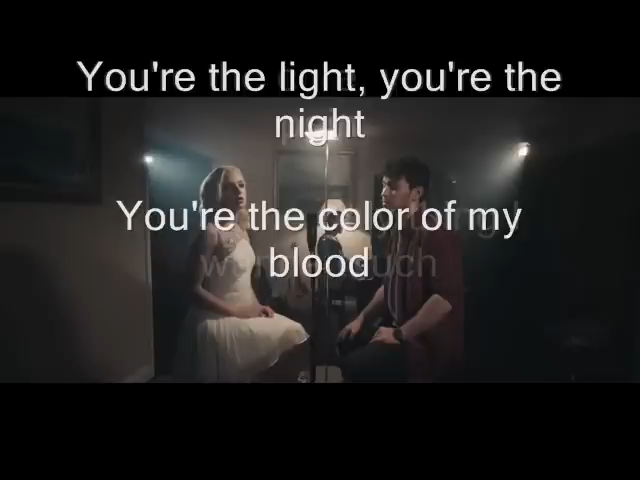 You're the light, you're the
night
You're the color of my
blood